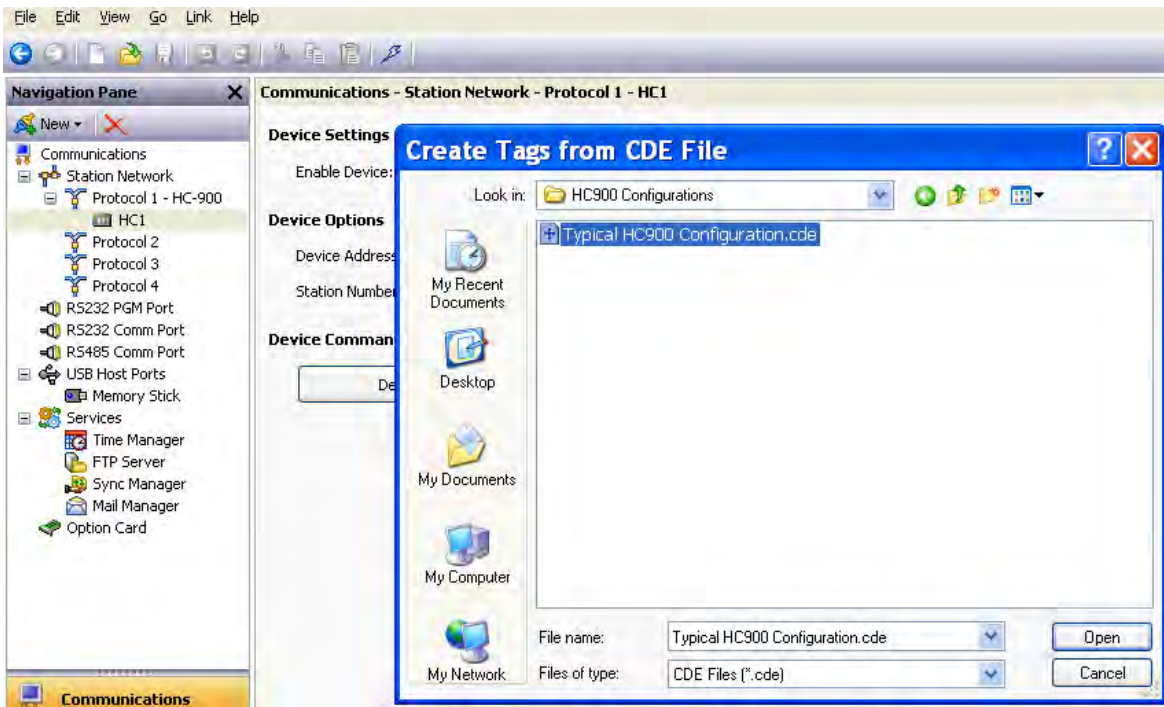 File Edit View Go Link Help
Navigation Pane
New
Communications
Station Network
Protocol 1 - HC-900
HC1
Protocol 2
Protocol 3
Protocol 4
RS232 PGM Port
RS232 Comm Port
RS485 Comm Port
USB Host Ports
Memory Stick
Services
Time Manager
FTP Server
Sync Manager
Mail Manager
Option Card
Communications
Communications - Station Network - Protocol 1 - HC1
Device Settings
Enable Device:
Device Options
Device Address
Station Number
Device Comman
De
Create Tags from CDE File
Look in: HC900 Configurations
Typical HC900 Configuration.cde
My Recent
Documents
Desktop
My Documents
My Computer
My Network
File name: Typical HC900 Configuration.cde Open
Files of type: CDE Files (*.cde) Cancel